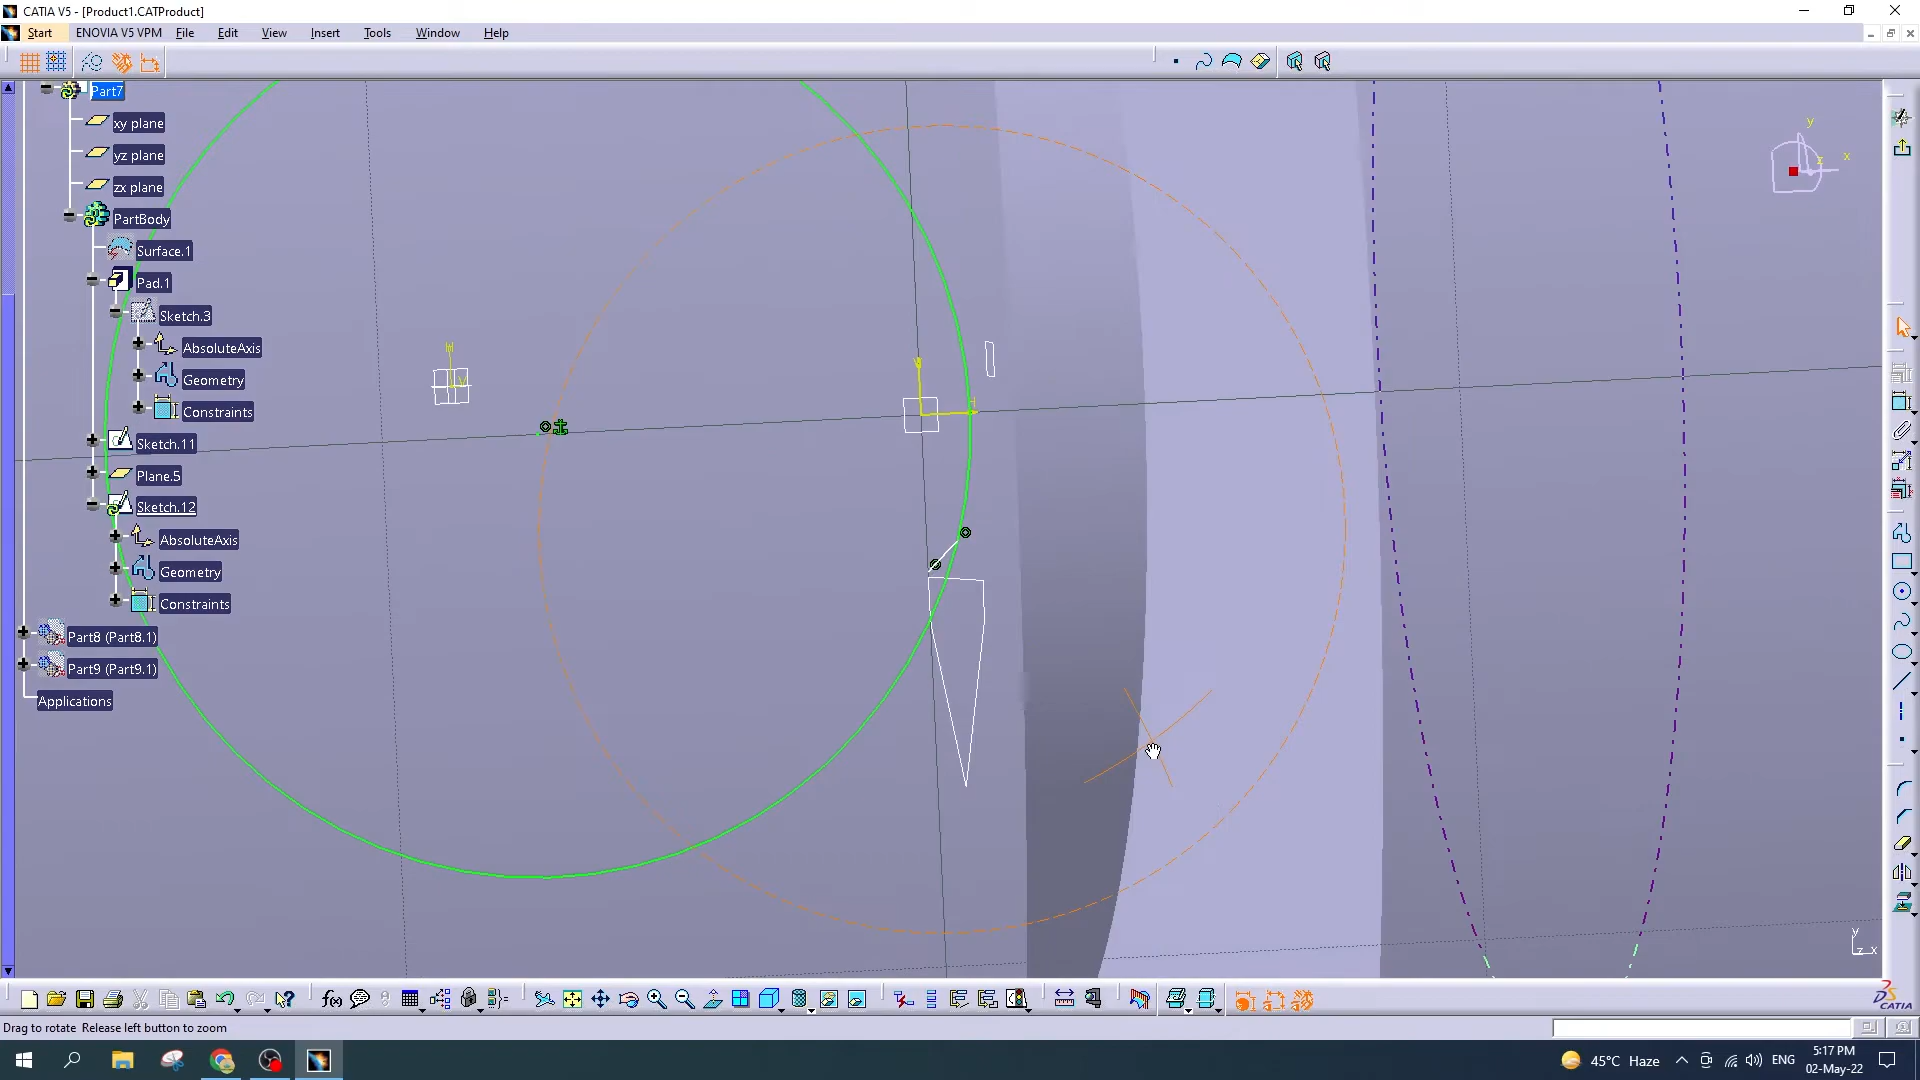 CATIA V5 - [Product1.CATProduct]
Start ENOVIA V5 VPM File Edit View Insert Tools Window Help
Part7
xy plane
yz plane
zx plane
PartBody
Surface.1
Pad.1
Sketch.3
AbsoluteAxis
Geometry
Constraints
Sketch.11
Plane.5
Sketch.12
AbsoluteAxis
Geometry
Constraints
Part8 (Part8.1)
Part9 (Part9.1)
Applications
y
x
z
H
V
y
z x
f(x)
CATIA
Drag to rotate Release left button to zoom
45°C Haze
ENG
5:17 PM
02-May-22